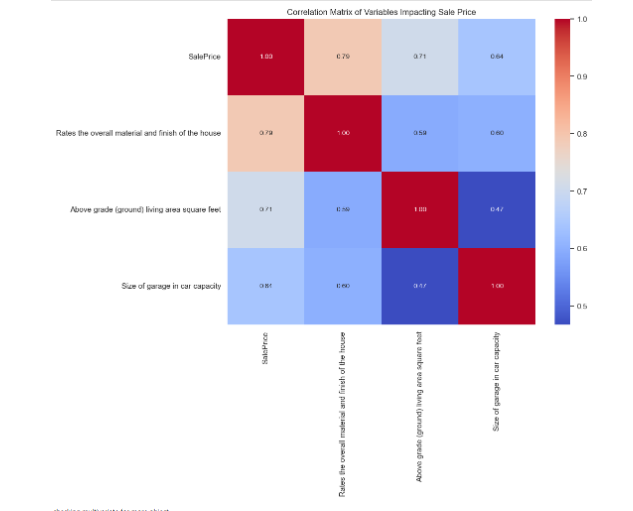 Correlation Matrix of Variables Impacting Sale Price
1.0
SalePrice
1.00
0.79
0.71
0.64
0.9
Rates the overall material and finish of the house
0.79
1.00
0.59
0.60
0.8
0.7
Above grade (ground) living area square feet
0.71
0.59
1.00
0.47
0.6
Size of garage in car capacity
0.64
0.60
0.47
1.00
0.5
SalePrice
Rates the overall material and finish of the house
Above grade (ground) living area square feet
Size of garage in car capacity